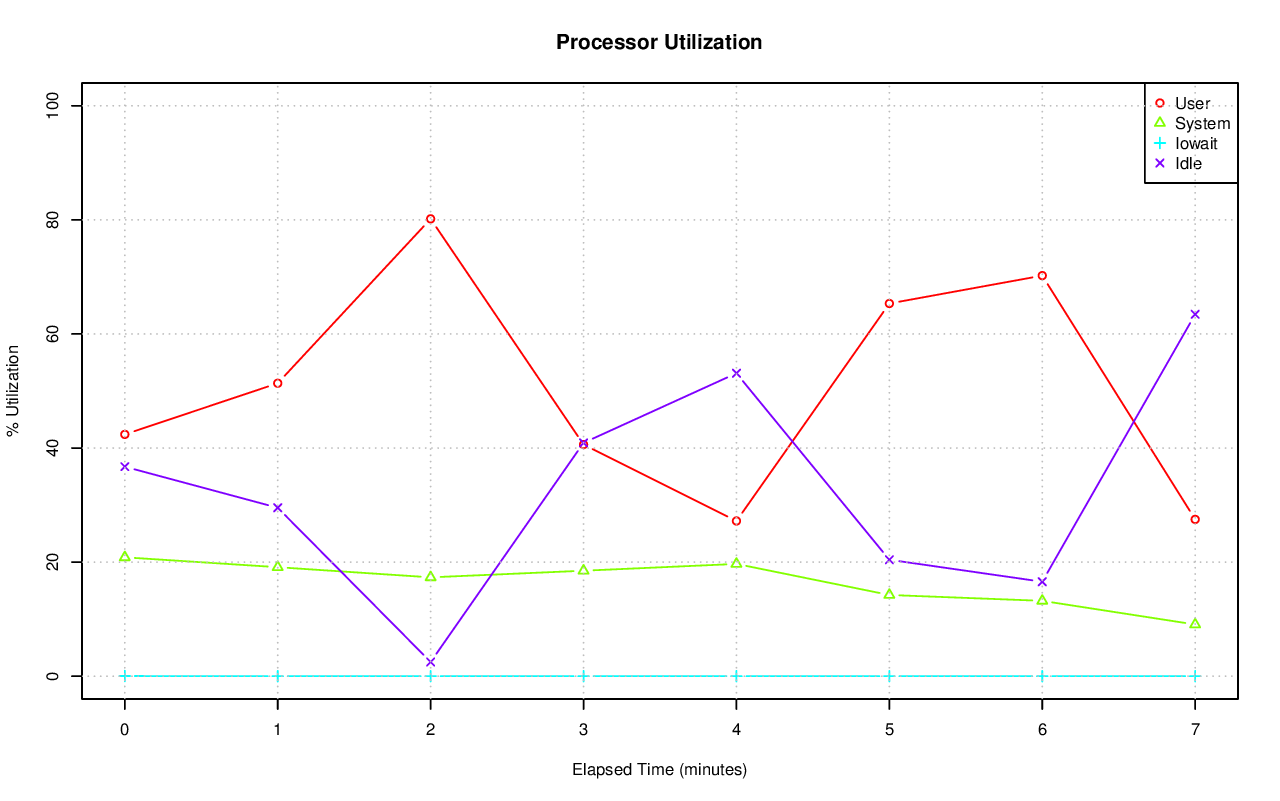 Processor Utilization
User
System
Iowait
Idle
% Utilization
100
80
60
40
20
0
0 1 2 3 4 5 6 7
Elapsed Time (minutes)